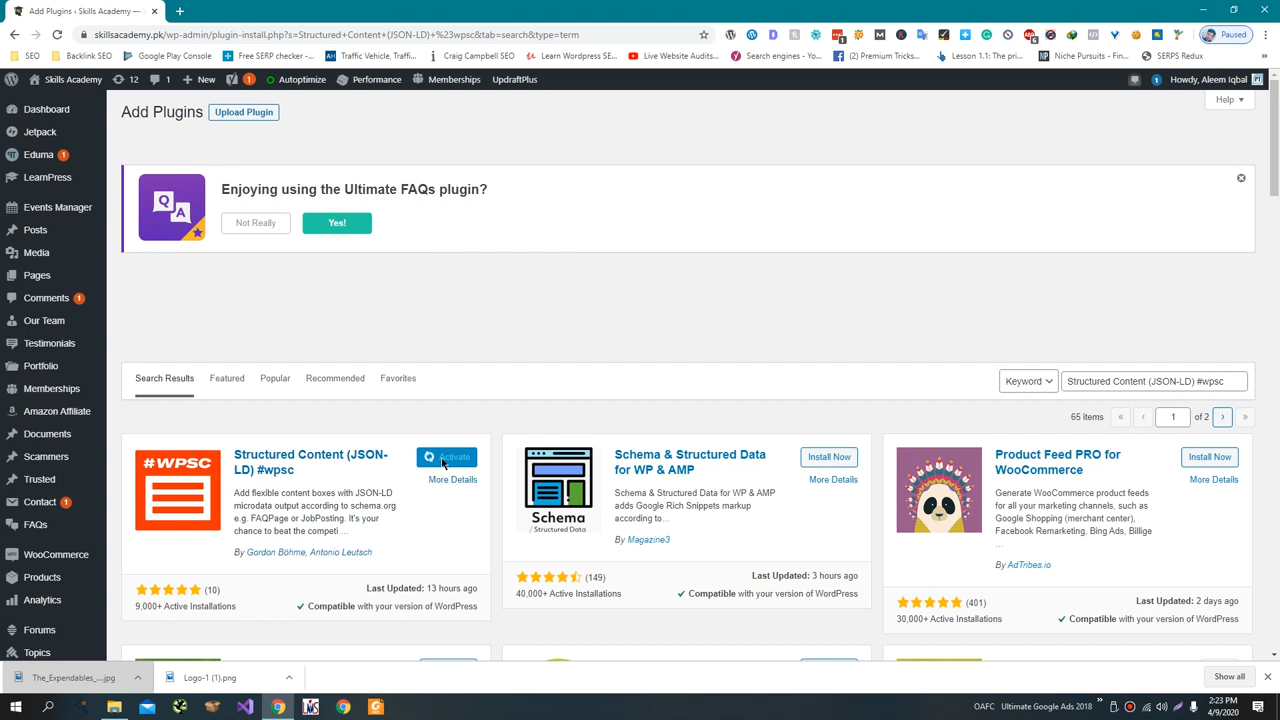 Add Plugins ‹ Skills Academy — V
skillsacademy.pk/wp-admin/plugin-install.php?s=Structured+Content+(JSON-LD)+%23wpsc&tab=search&type=term
Paused
SEO
Backlink SEO
Google Play Console
Free SERP checker -...
Traffic Vehicle, Traffi...
Craig Campbell SEO
Learn Wordpress SE...
Live Website Audits...
Search engines - Yo...
(2) Premium Tricks...
Lesson 1.1: The pri...
Niche Pursuits - Fin...
SERPS Redux
»
Skills Academy
12
1
New
1
Autoptimize
Performance
Memberships
UpdraftPlus
1
Howdy, Aleem Iqbal
Dashboard
Jetpack
Eduma 1
LearnPress
Events Manager
Posts
Media
Pages
Comments 1
Our Team
Testimonials
Portfolio
Memberships
Amazon Affiliate
Documents
Scammers
Trusted
Contact 1
FAQs
WooCommerce
Products
Analytics
Forums
Topics
Add Plugins
Upload Plugin
Help ▼
Q
A
Enjoying using the Ultimate FAQs plugin?
Not Really
Yes!
Search Results
Featured
Popular
Recommended
Favorites
Keyword
Structured Content (JSON-LD) #wpsc
65 items
«
‹
1
of 2
›
»
#WPSC
Structured Content (JSON-
LD) #wpsc
Activate
More Details
Add flexible content boxes with JSON-LD
microdata output according to schema.org
e.g. FAQPage or JobPosting. It's your
chance to beat the competi ...
By Gordon Böhme, Antonio Leutsch
(10)
Last Updated: 13 hours ago
9,000+ Active Installations
Compatible with your version of WordPress
Schema
/ Structured Data
Schema & Structured Data
for WP & AMP
Install Now
More Details
Schema & Structured Data for WP & AMP
adds Google Rich Snippets markup
according to...
By Magazine3
(149)
Last Updated: 3 hours ago
40,000+ Active Installations
Compatible with your version of WordPress
Product Feed PRO for
WooCommerce
Install Now
More Details
Generate WooCommerce product feeds
for all your marketing channels, such as
Google Shopping (merchant center),
Facebook Remarketing, Bing Ads, Billige
...
By AdTribes.io
(401)
Last Updated: 2 days ago
30,000+ Active Installations
Compatible with your version of WordPress
The_Expendables_....jpg
Logo-1 (1).png
Show all
OAFC
Ultimate Google Ads 2018
»
2:23 PM
4/9/2020